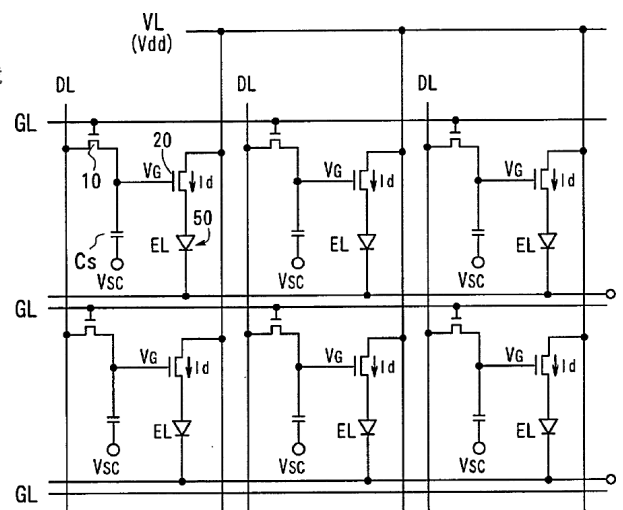 VL
(Vdd)
DL DL DL
GL
20
10 VG Id VG Id VG Id
50
Cs EL EL EL
VSC VSC VSC
GL
VG Id VG Id VG Id
EL EL EL
VSC VSC VSC
GL